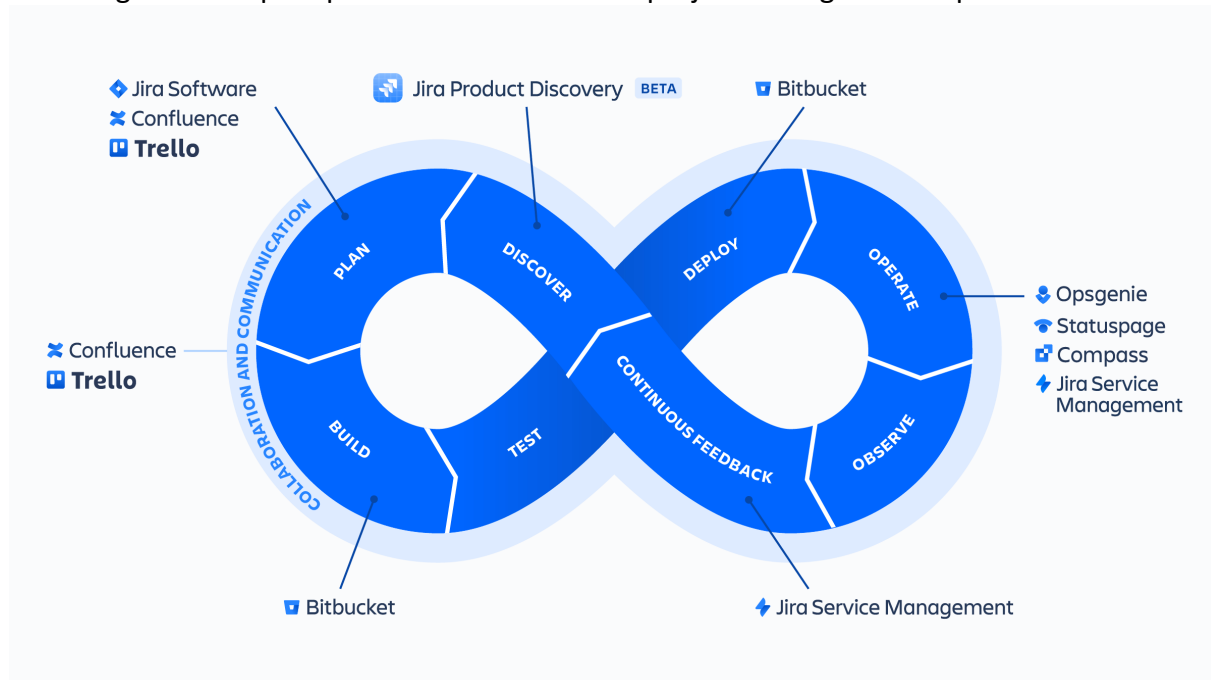 Jira Software
Confluence
Trello
Jira Product Discovery BETA
Bitbucket
COLLABORATION AND COMMUNICATION
PLAN
DISCOVER
DEPLOY
OPERATE
Confluence
Trello
Opsgenie
Statuspage
Compass
Jira Service
Management
BUILD
TEST
CONTINUOUS FEEDBACK
OBSERVE
Bitbucket
Jira Service Management